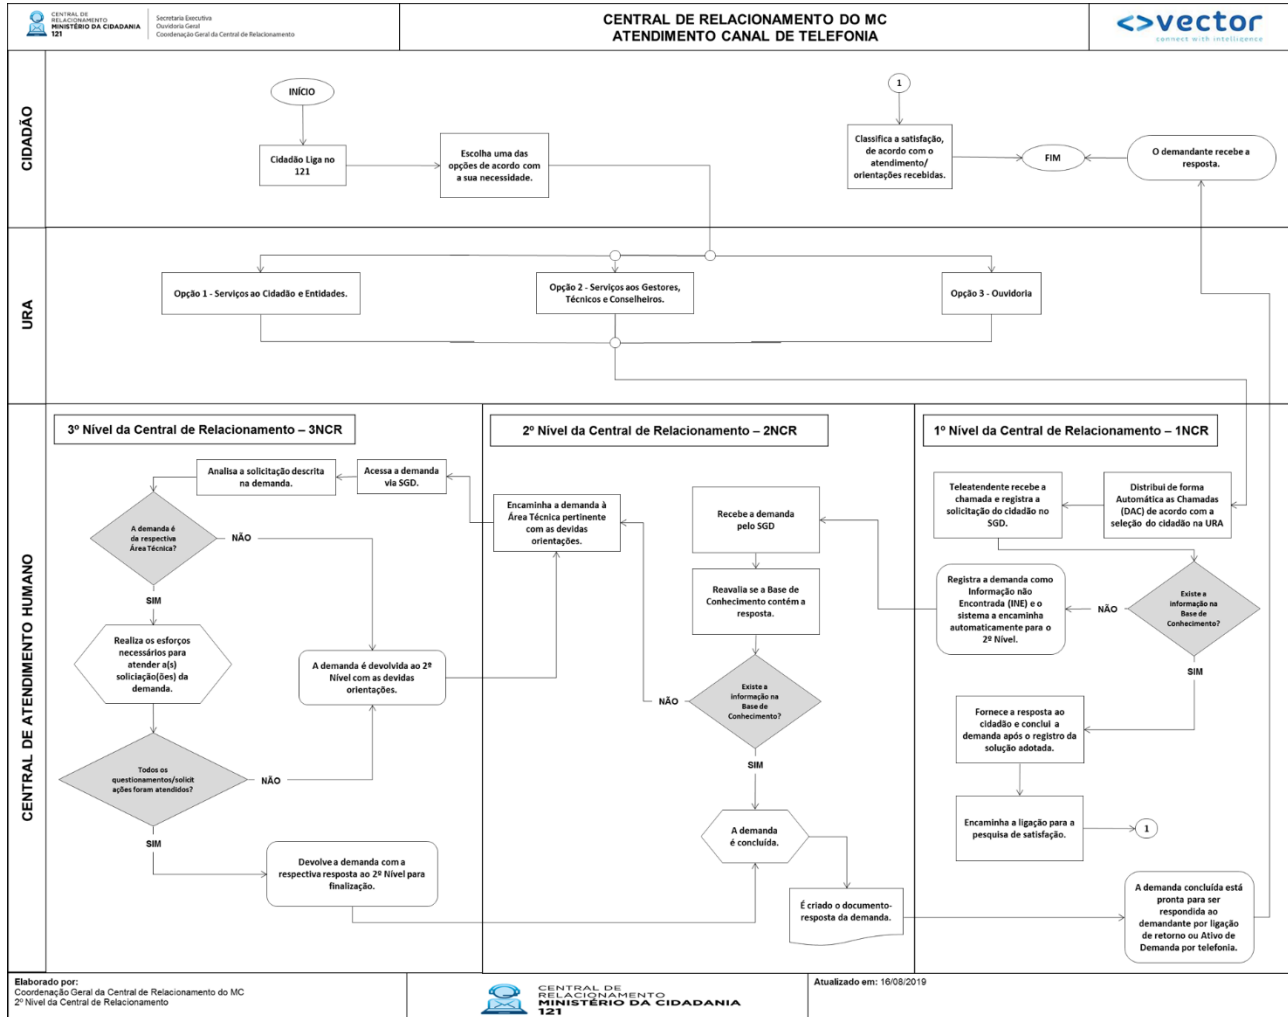 CENTRAL DE
RELACIONAMENTO
MINISTÉRIO DA CIDADANIA
121
Secretaria Executiva
Ouvidoria Geral
Coordenação Geral da Central de Relacionamento
CENTRAL DE RELACIONAMENTO DO MC
ATENDIMENTO CANAL DE TELEFONIA
<>vector
connect with intelligence
CIDADÃO
INÍCIO
Cidadão Liga no
121
Escolha uma das
opções de acordo com
a sua necessidade.
1
Classifica a satisfação,
de acordo com o
atendimento/
orientações recebidas.
FIM
O demandante recebe a
resposta.
URA
Opção 1 - Serviços ao Cidadão e Entidades.
Opção 2 - Serviços aos Gestores,
Técnicos e Conselheiros.
Opção 3 - Ouvidoria
CENTRAL DE ATENDIMENTO HUMANO
3º Nível da Central de Relacionamento – 3NCR
Analisa a solicitação descrita
na demanda.
Acessa a demanda
via SGD.
A demanda é
da respectiva
Área Técnica?
NÃO
SIM
Realiza os esforços
necessários para
atender a(s)
soliciação(ões) da
demanda.
A demanda é devolvida ao 2º
Nível com as devidas
orientações.
Todos os
questionamentos/solicit
ações foram atendidos?
NÃO
SIM
Devolve a demanda com a
respectiva resposta ao 2º Nível para
finalização.
2º Nível da Central de Relacionamento – 2NCR
Encaminha a demanda à
Área Técnica pertinente
com as devidas
orientações.
Recebe a demanda
pelo SGD
Reavalia se a Base de
Conhecimento contém a
resposta.
Existe a
informação na
Base de
Conhecimento?
NÃO
SIM
A demanda
é concluída.
É criado o documento-
resposta da demanda.
1º Nível da Central de Relacionamento – 1NCR
Teleatendente recebe a
chamada e registra a
solicitação do cidadão no
SGD.
Distribui de forma
Automática as Chamadas
(DAC) de acordo com a
seleção do cidadão na URA
Registra a demanda como
Informação não
Encontrada (INE) e o
sistema a encaminha
automaticamente para o
2º Nível.
NÃO
Existe a
informação na
Base de
Conhecimento?
SIM
Fornece a resposta ao
cidadão e conclui a
demanda após o registro da
solução adotada.
Encaminha a ligação para a
pesquisa de satisfação.
1
A demanda concluída está
pronta para ser
respondida ao
demandante por ligação
de retorno ou Ativo de
Demanda por telefonia.
Elaborado por:
Coordenação Geral da Central de Relacionamento do MC
2º Nível da Central de Relacionamento
CENTRAL DE
RELACIONAMENTO
MINISTÉRIO DA CIDADANIA
121
Atualizado em: 16/08/2019